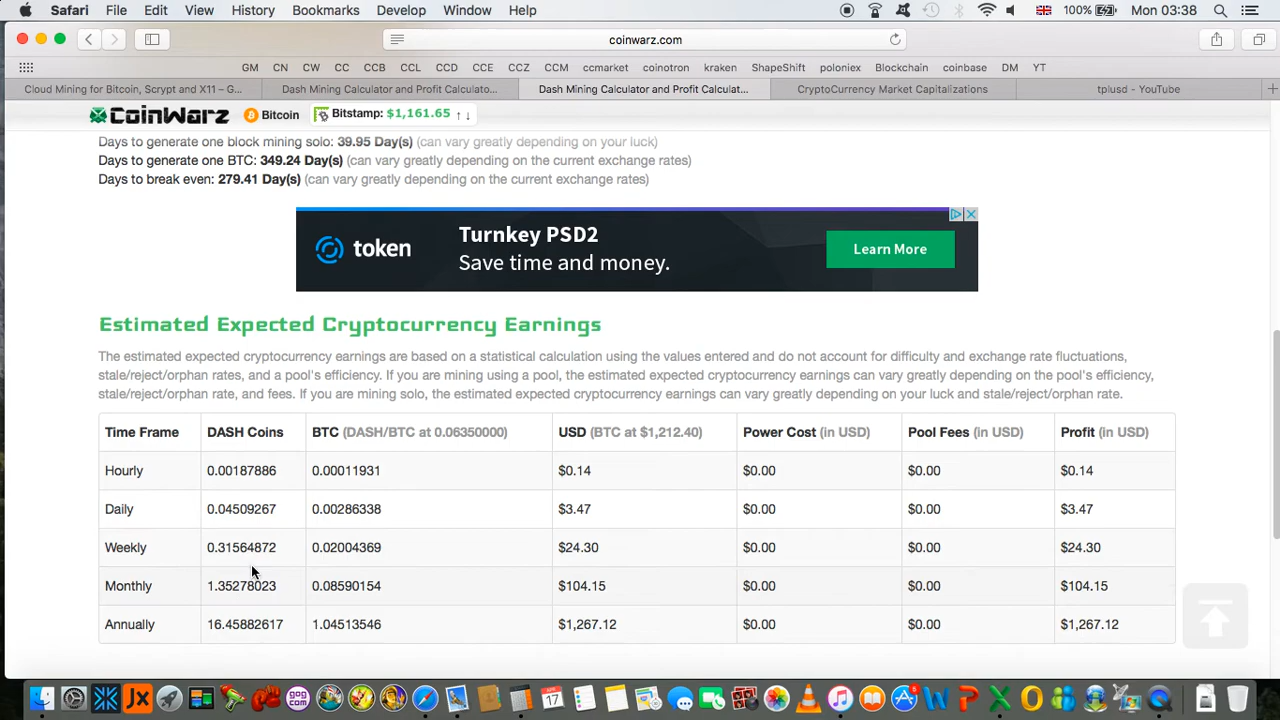 Safari File Edit View History Bookmarks Develop Window Help 100% Mon 03:38
coinwarz.com
GM CN CW CC CCB CCL CCD CCE CCZ CCM ccmarket coinotron kraken ShapeShift poloniex Blockchain coinbase DM YT
Cloud Mining for Bitcoin, Scrypt and X11 – G... Dash Mining Calculator and Profit Calculato... Dash Mining Calculator and Profit Calculat... CryptoCurrency Market Capitalizations tplusd - YouTube
CoinWarz Bitcoin Bitstamp: $1,161.65 ↑ ↓
Days to generate one block mining solo: 39.95 Day(s) (can vary greatly depending on your luck)
Days to generate one BTC: 349.24 Day(s) (can vary greatly depending on the current exchange rates)
Days to break even: 279.41 Day(s) (can vary greatly depending on the current exchange rates)
token Turnkey PSD2
Save time and money.
Learn More
Estimated Expected Cryptocurrency Earnings
The estimated expected cryptocurrency earnings are based on a statistical calculation using the values entered and do not account for difficulty and exchange rate fluctuations,
stale/reject/orphan rates, and a pool's efficiency. If you are mining using a pool, the estimated expected cryptocurrency earnings can vary greatly depending on the pool's efficiency,
stale/reject/orphan rate, and fees. If you are mining solo, the estimated expected cryptocurrency earnings can vary greatly depending on your luck and stale/reject/orphan rate.
Time Frame DASH Coins BTC (DASH/BTC at 0.06350000) USD (BTC at $1,212.40) Power Cost (in USD) Pool Fees (in USD) Profit (in USD)
Hourly 0.00187886 0.00011931 $0.14 $0.00 $0.00 $0.14
Daily 0.04509267 0.00286338 $3.47 $0.00 $0.00 $3.47
Weekly 0.31564872 0.02004369 $24.30 $0.00 $0.00 $24.30
Monthly 1.35278023 0.08590154 $104.15 $0.00 $0.00 $104.15
Annually 16.45882617 1.04513546 $1,267.12 $0.00 $0.00 $1,267.12